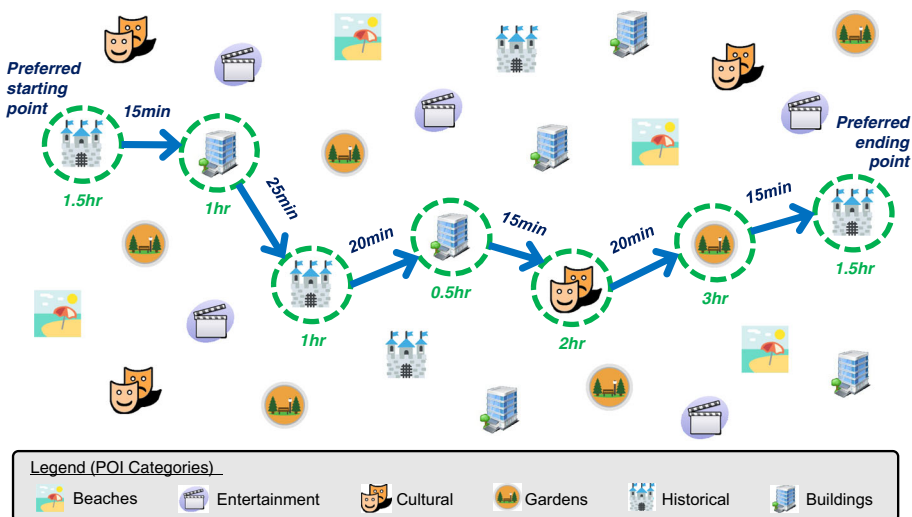 Preferred
starting
point
15min
1.5hr
1hr
25min
1hr
20min
0.5hr
15min
2hr
20min
3hr
15min
Preferred
ending
point
1.5hr
Legend (POI Categories)
Beaches
Entertainment
Cultural
Gardens
Historical
Buildings